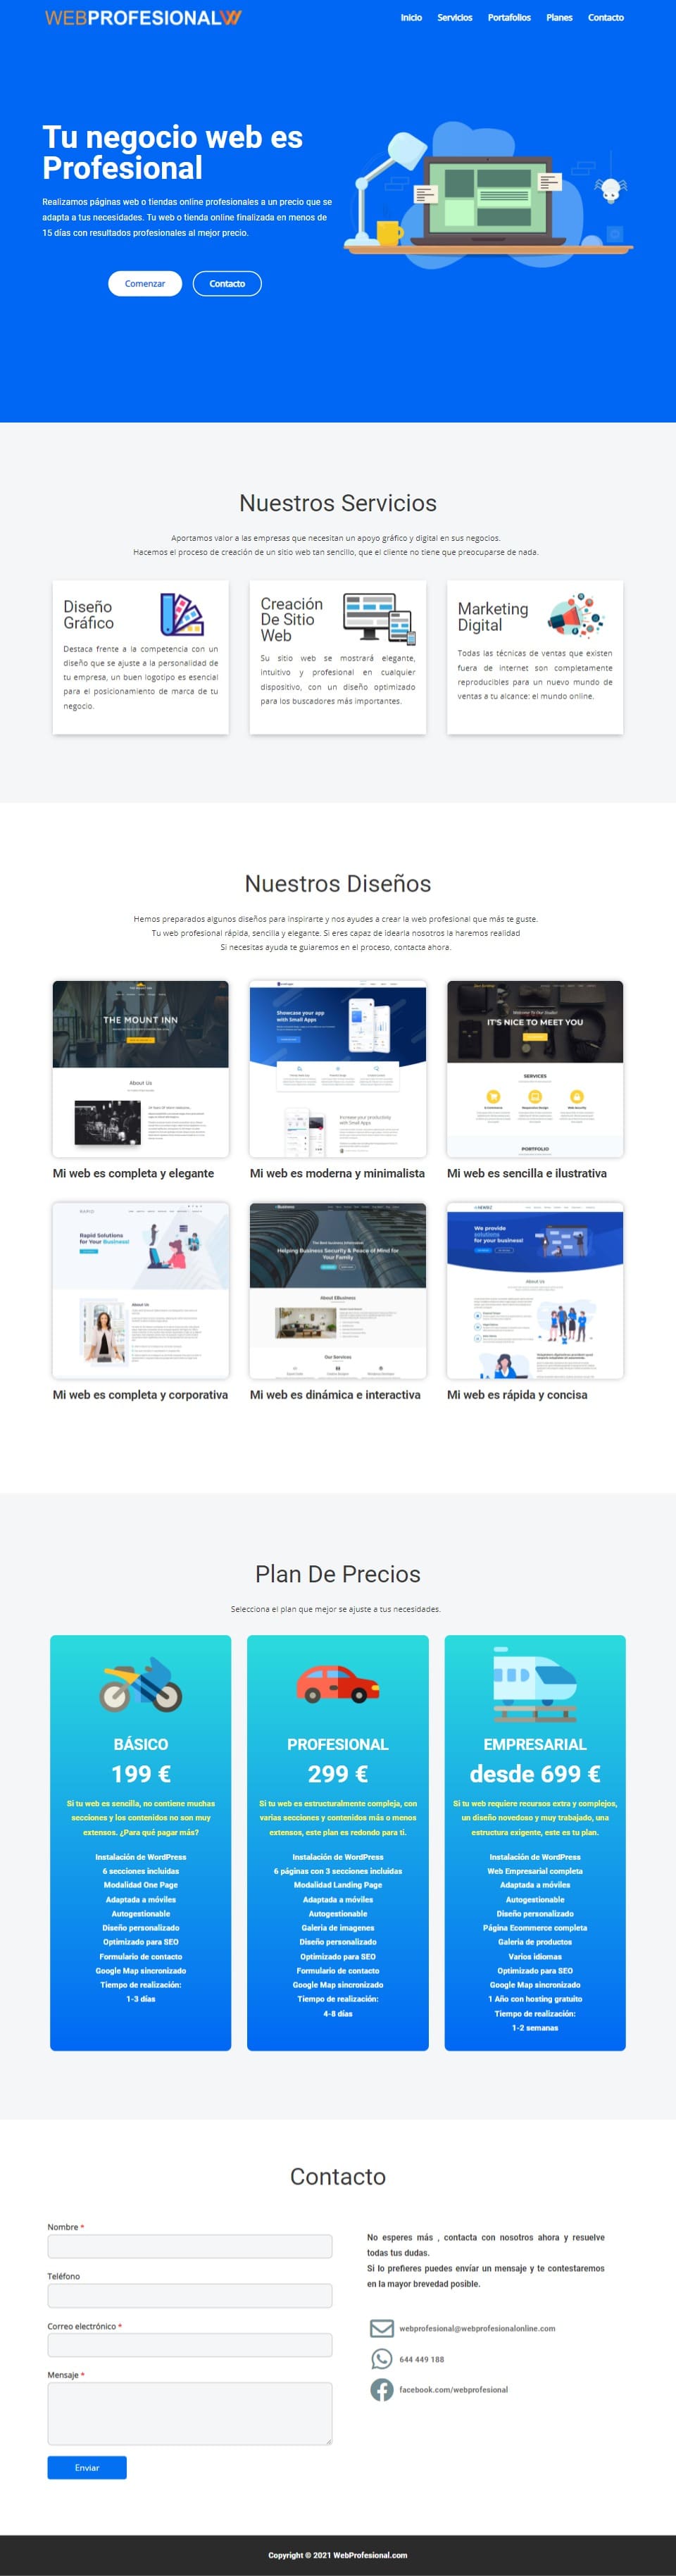 WEBPROFESIONAL
Inicio Servicios Portafolios Planes Contacto
Tu negocio web es
Profesional
Realizamos páginas web o tiendas online profesionales a un precio que se
adapta a tus necesidades. Tu web o tienda online finalizada en menos de
15 días con resultados profesionales al mejor precio.
Comenzar Contacto
Nuestros Servicios
Aportamos valor a las empresas que necesitan un apoyo gráfico y digital en sus negocios.
Hacemos el proceso de creación de un sitio web tan sencillo, que el cliente no tiene que preocuparse de nada.
Diseño
Gráfico
Destaca frente a la competencia con un
diseño que se ajuste a la personalidad de
tu empresa, un buen logotipo es esencial
para el posicionamiento de marca de tu
negocio.
Creación
De Sitio
Web
Su sitio web se mostrará elegante,
intuitivo y profesional en cualquier
dispositivo, con un diseño optimizado
para los buscadores más importantes.
Marketing
Digital
Todas las técnicas de ventas que existen
fuera de internet son completamente
reproducibles para un nuevo mundo de
ventas a tu alcance: el mundo online.
Nuestros Diseños
Hemos preparados algunos diseños para inspirarte y nos ayudes a crear la web profesional que más te guste.
Tu web profesional rápida, sencilla y elegante. Si eres capaz de idearla nosotros la haremos realidad
Si necesitas ayuda te guiaremos en el proceso, contacta ahora.
THE MOUNT INN
About Us
Mi web es completa y elegante
Showcase your app
with Small Apps
Increase your productivity
with Small Apps
Mi web es moderna y minimalista
Welcome To Our Studio!
IT'S NICE TO MEET YOU
SERVICES
E-Commerce Responsive Design Web Security
PORTFOLIO
Mi web es sencilla e ilustrativa
Rapid Solutions
for Your Business!
About Us
Mi web es completa y corporativa
The Best business Information
Helping Business Security & Peace of Mind for
Your Family
About EBusiness
Our Services
Mi web es dinámica e interactiva
We provide
solutions
for your business!
About Us
Mi web es rápida y concisa
Plan De Precios
Selecciona el plan que mejor se ajuste a tus necesidades.
BÁSICO
199 €
Si tu web es sencilla, no contiene muchas
secciones y los contenidos no son muy
extensos. ¿Para qué pagar más?
Instalación de WordPress
6 secciones incluidas
Modalidad One Page
Adaptada a móviles
Autogestionable
Diseño personalizado
Optimizado para SEO
Formulario de contacto
Google Map sincronizado
Tiempo de realización:
1-3 días
PROFESIONAL
299 €
Si tu web es estructuralmente compleja, con
varias secciones y contenidos más o menos
extensos, este plan es redondo para ti.
Instalación de WordPress
6 páginas con 3 secciones incluidas
Modalidad Landing Page
Adaptada a móviles
Autogestionable
Galería de imagenes
Diseño personalizado
Optimizado para SEO
Formulario de contacto
Google Map sincronizado
Tiempo de realización:
4-8 días
EMPRESARIAL
desde 699 €
Si tu web requiere recursos extra y complejos,
un diseño novedoso y muy trabajado, una
estructura exigente, este es tu plan.
Instalación de WordPress
Web Empresarial completa
Adaptada a móviles
Autogestionable
Diseño personalizado
Página Ecommerce completa
Galería de productos
Varios idiomas
Optimizado para SEO
Google Map sincronizado
1 Año con hosting gratuito
Tiempo de realización:
1-2 semanas
Contacto
Nombre *
Teléfono
Correo electrónico *
Mensaje *
Enviar
No esperes más , contacta con nosotros ahora y resuelve
todas tus dudas.
Si lo prefieres puedes envíar un mensaje y te contestaremos
en la mayor brevedad posible.
webprofesional@webprofesionalonline.com
644 449 188
facebook.com/webprofesional
Copyright © 2021 WebProfesional.com